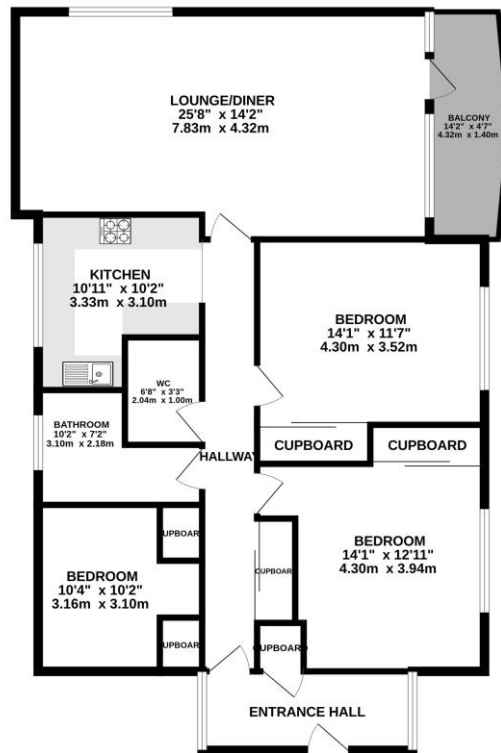 LOUNGE/DINER
25'8" x 14'2"
7.83m x 4.32m
BALCONY
14'2" x 4'7"
4.32m x 1.40m
KITCHEN
10'11" x 10'2"
3.33m x 3.10m
BEDROOM
14'1" x 11'7"
4.30m x 3.52m
WC
6'8" x 3'3"
2.04m x 1.00m
BATHROOM
10'2" x 7'2"
3.10m x 2.18m
CUPBOARD
CUPBOARD
HALLWAY
UPBOAR
BEDROOM
10'4" x 10'2"
3.16m x 3.10m
CUPBOARD
BEDROOM
14'1" x 12'11"
4.30m x 3.94m
UPBOAR
CUPBOARD
ENTRANCE HALL